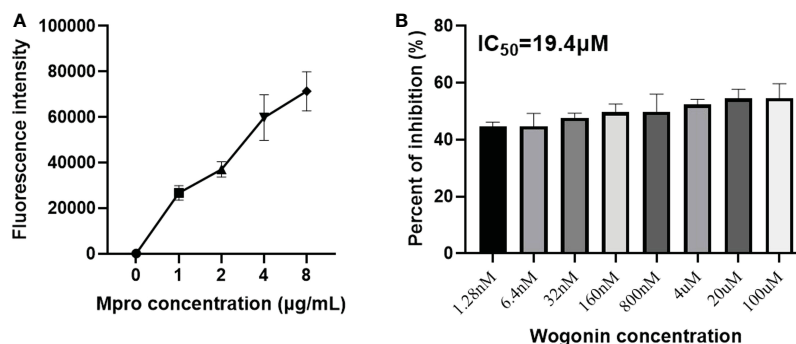 A
Fluorescence intensity
100000
80000
60000
40000
20000
0
0 1 2 4 8
Mpro concentration (µg/mL)
B
IC50=19.4µM
Percent of inhibition (%)
80
60
40
20
0
1.28nM 6.4nM 32nM 160nM 800nM 4uM 20uM 100uM
Wogonin concentration